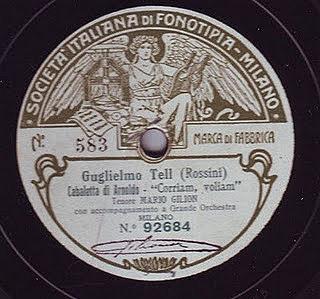 • SOCIETÀ ITALIANA DI FONOTIPIA - MILANO •
Nº 583
MARCA DI FABBRICA
Guglielmo Tell (Rossini)
Cabaletta di Arnoldo - "Corriam, voliam"
Tenore MARIO GILION
con accompagnamento a Grande Orchestra
MILANO
N.º 92684